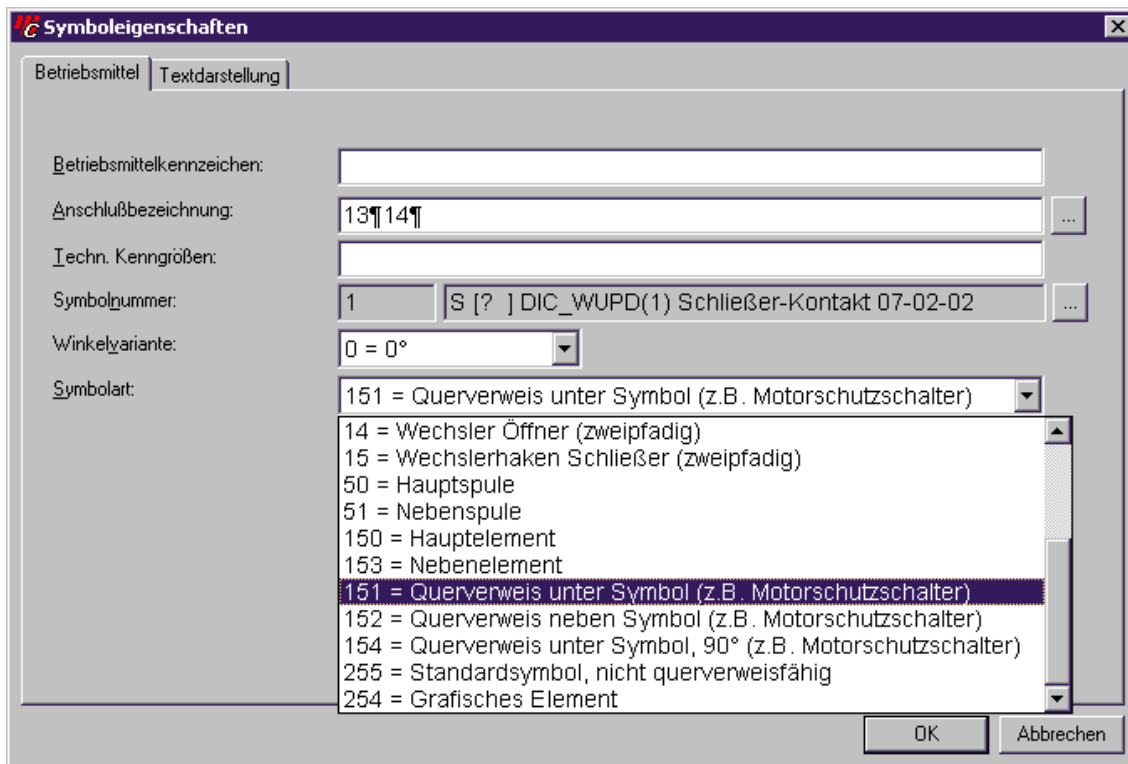 Symboleigenschaften
Betriebsmittel
Textdarstellung
Betriebsmittelkennzeichen:
Anschlußbezeichnung:
13¶14¶
...
Techn. Kenngrößen:
Symbolnummer:
1
S [? ] DIC_WUPD(1) Schließer-Kontakt 07-02-02
...
Winkelvariante:
0 = 0°
Symbolart:
151 = Querverweis unter Symbol (z.B. Motorschutzschalter)
14 = Wechsler Öffner (zweipfadig)
15 = Wechslerhaken Schließer (zweipfadig)
50 = Hauptspule
51 = Nebenspule
150 = Hauptelement
153 = Nebenelement
151 = Querverweis unter Symbol (z.B. Motorschutzschalter)
152 = Querverweis neben Symbol (z.B. Motorschutzschalter)
154 = Querverweis unter Symbol, 90° (z.B. Motorschutzschalter)
255 = Standardsymbol, nicht querverweisfähig
254 = Grafisches Element
OK
Abbrechen